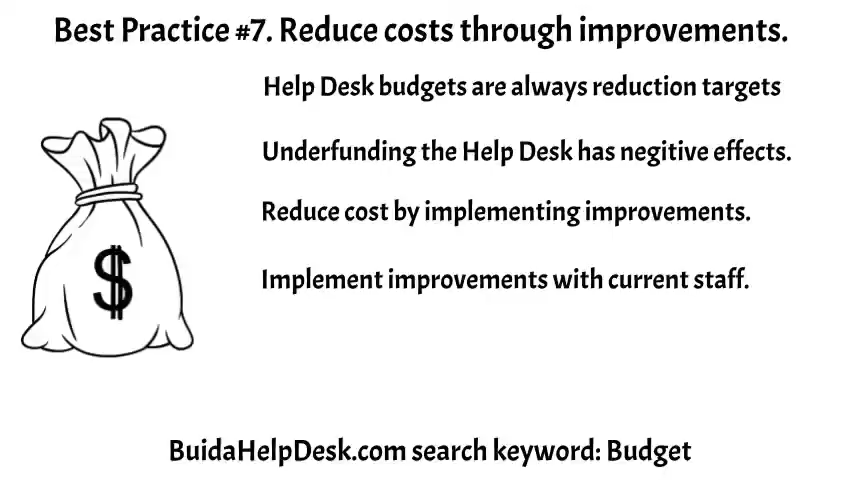 Best Practice #7. Reduce costs through improvements.
Help Desk budgets are always reduction targets
Underfunding the Help Desk has negitive effects.
Reduce cost by implementing improvements.
Implement improvements with current staff.
$
BuidaHelpDesk.com search keyword: Budget